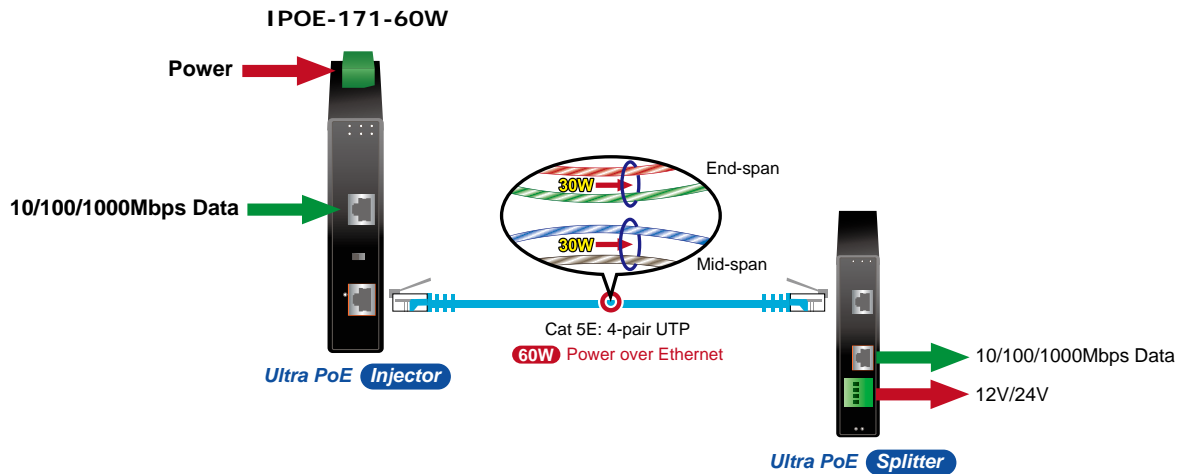 IPOE-171-60W
Power
10/100/1000Mbps Data
30W
End-span
30W
Mid-span
Cat 5E: 4-pair UTP
60W Power over Ethernet
Ultra PoE Injector
10/100/1000Mbps Data
12V/24V
Ultra PoE Splitter